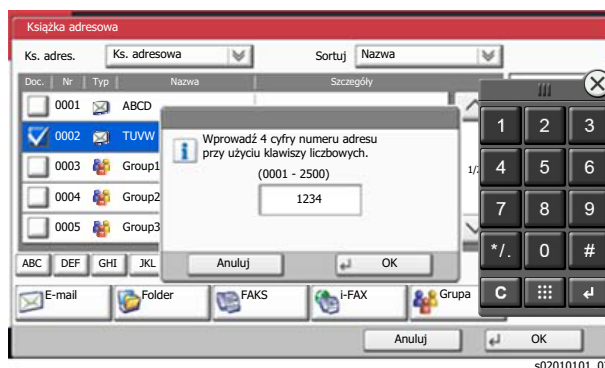 Książka adresowa
Ks. adres. Ks. adresowa Sortuj Nazwa
Doc. Nr Typ Nazwa Szczegóły
0001 ABCD
0002 TUVW
0003 Group1
0004 Group2
0005 Group3
Wprowadź 4 cyfry numeru adresu
przy użyciu klawiszy liczbowych.
(0001 - 2500)
1234
Anuluj OK
1 2 3
4 5 6
7 8 9
*/. 0 #
C
ABC DEF GHI JKL
E-mail Folder FAKS i-FAX Grupa
Anuluj OK